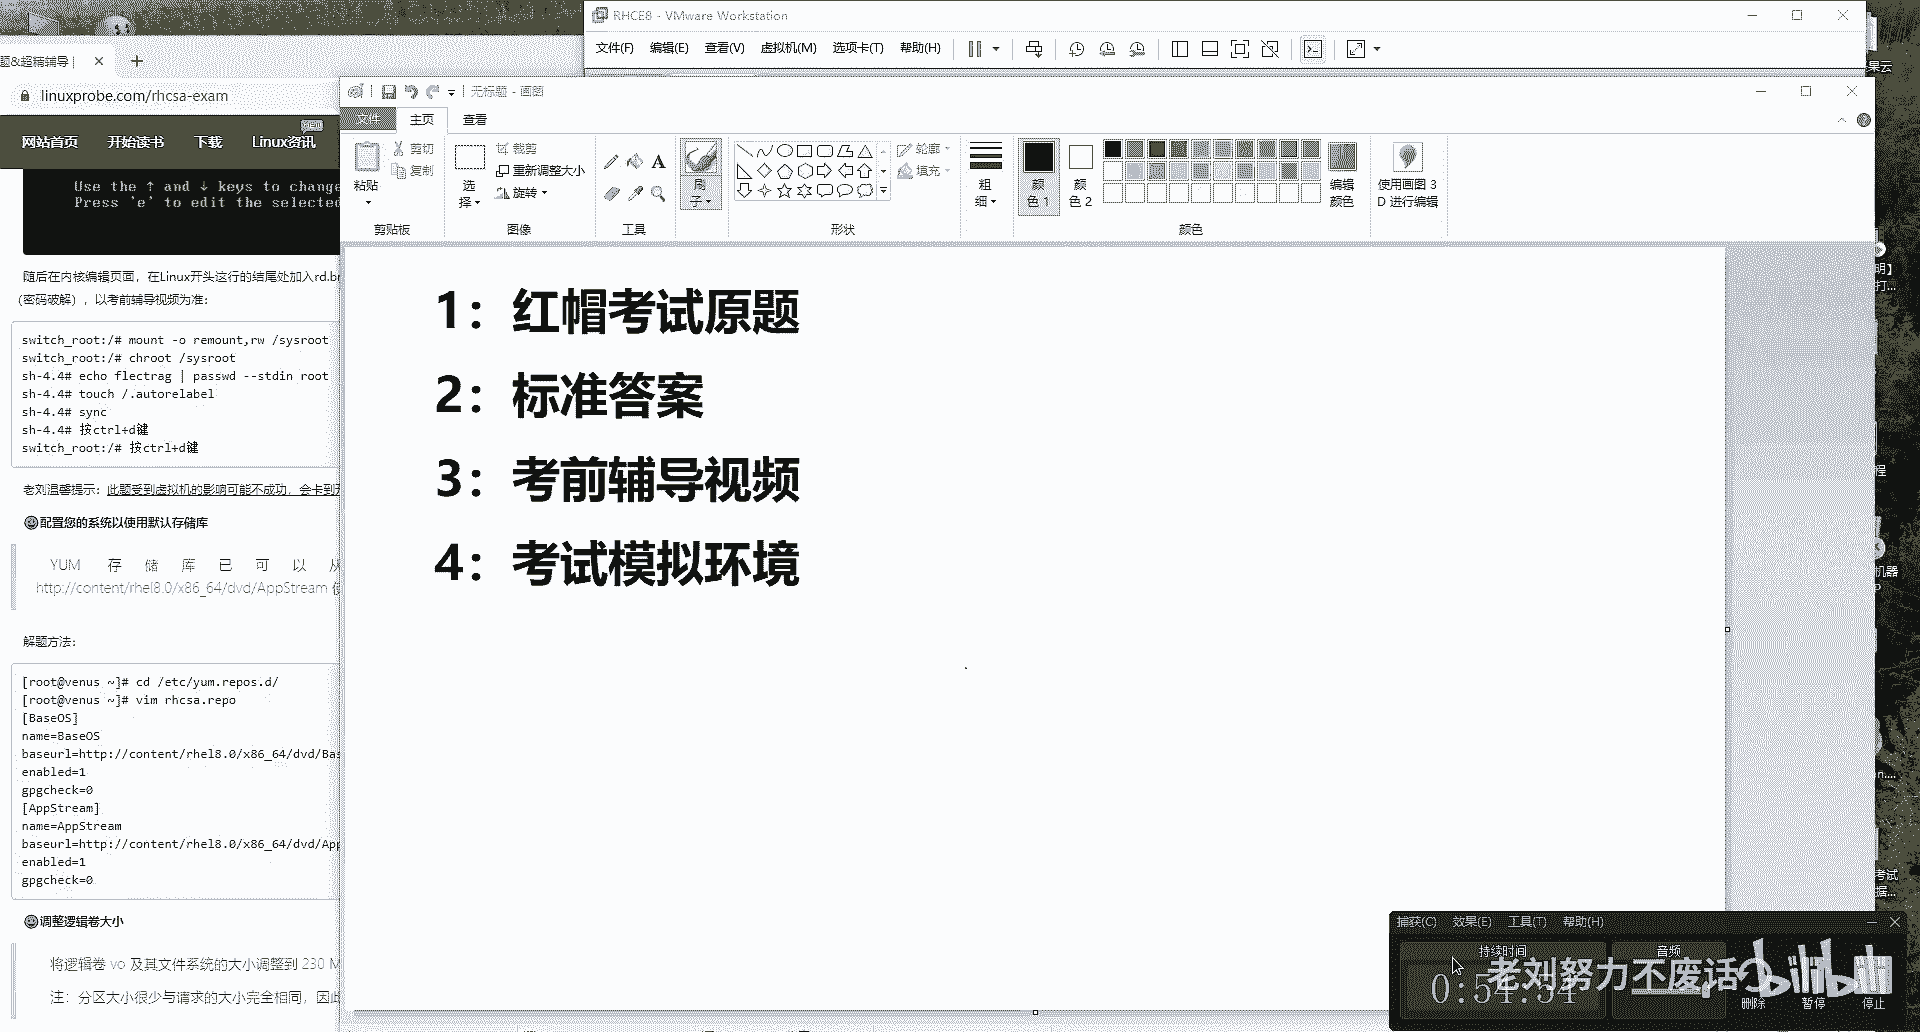 RHCE8 - VMware Workstation
文件(F) 编辑(E) 查看(V) 虚拟机(M) 选项卡(T) 帮助(H)
题&超精辅导 |
linuxprobe.com/rhcsa-exam
网站首页 开始读书 下载 Linux资讯
Use the ↑ and ↓ keys to change
Press 'e' to edit the selected
随后在内核编辑页面，在Linux开头这行的结尾处加入rd.br
(密码破解)，以考前辅导视频为准：
switch_root:/# mount -o remount,rw /sysroot
switch_root:/# chroot /sysroot
sh-4.4# echo flectrag | passwd --stdin root
sh-4.4# touch /.autorelabel
sh-4.4# sync
sh-4.4# 按ctrl+d键
switch_root:/# 按ctrl+d键
老刘温馨提示：此题受到虚拟机的影响可能不成功，会卡到
配置您的系统以使用默认存储库
YUM 存储库已可以从
http://content/rhel8.0/x86_64/dvd/AppStream 使
解题方法：
[root@venus ~]# cd /etc/yum.repos.d/
[root@venus ~]# vim rhcsa.repo
[BaseOS]
name=BaseOS
baseurl=http://content/rhel8.0/x86_64/dvd/Bas
enabled=1
gpgcheck=0
[AppStream]
name=AppStream
baseurl=http://content/rhel8.0/x86_64/dvd/App
enabled=1
gpgcheck=0
调整逻辑卷大小
将逻辑卷 vo 及其文件系统的大小调整到 230 M
注：分区大小很少与请求的大小完全相同，因此
无标题 - 画图
文件 主页 查看
粘贴 剪切 复制
剪贴板
选择 裁剪 重新调整大小 旋转
图像
工具
刷子
形状
轮廓
填充
粗细
颜色 1
颜色 2
颜色
编辑颜色
使用画图 3D 进行编辑
1：红帽考试原题
2：标准答案
3：考前辅导视频
4：考试模拟环境
捕获(C) 效果(E) 工具(T) 帮助(H)
持续时间 音频
0:54:54
老刘努力不废话 bilibili
删除 暂停 停止